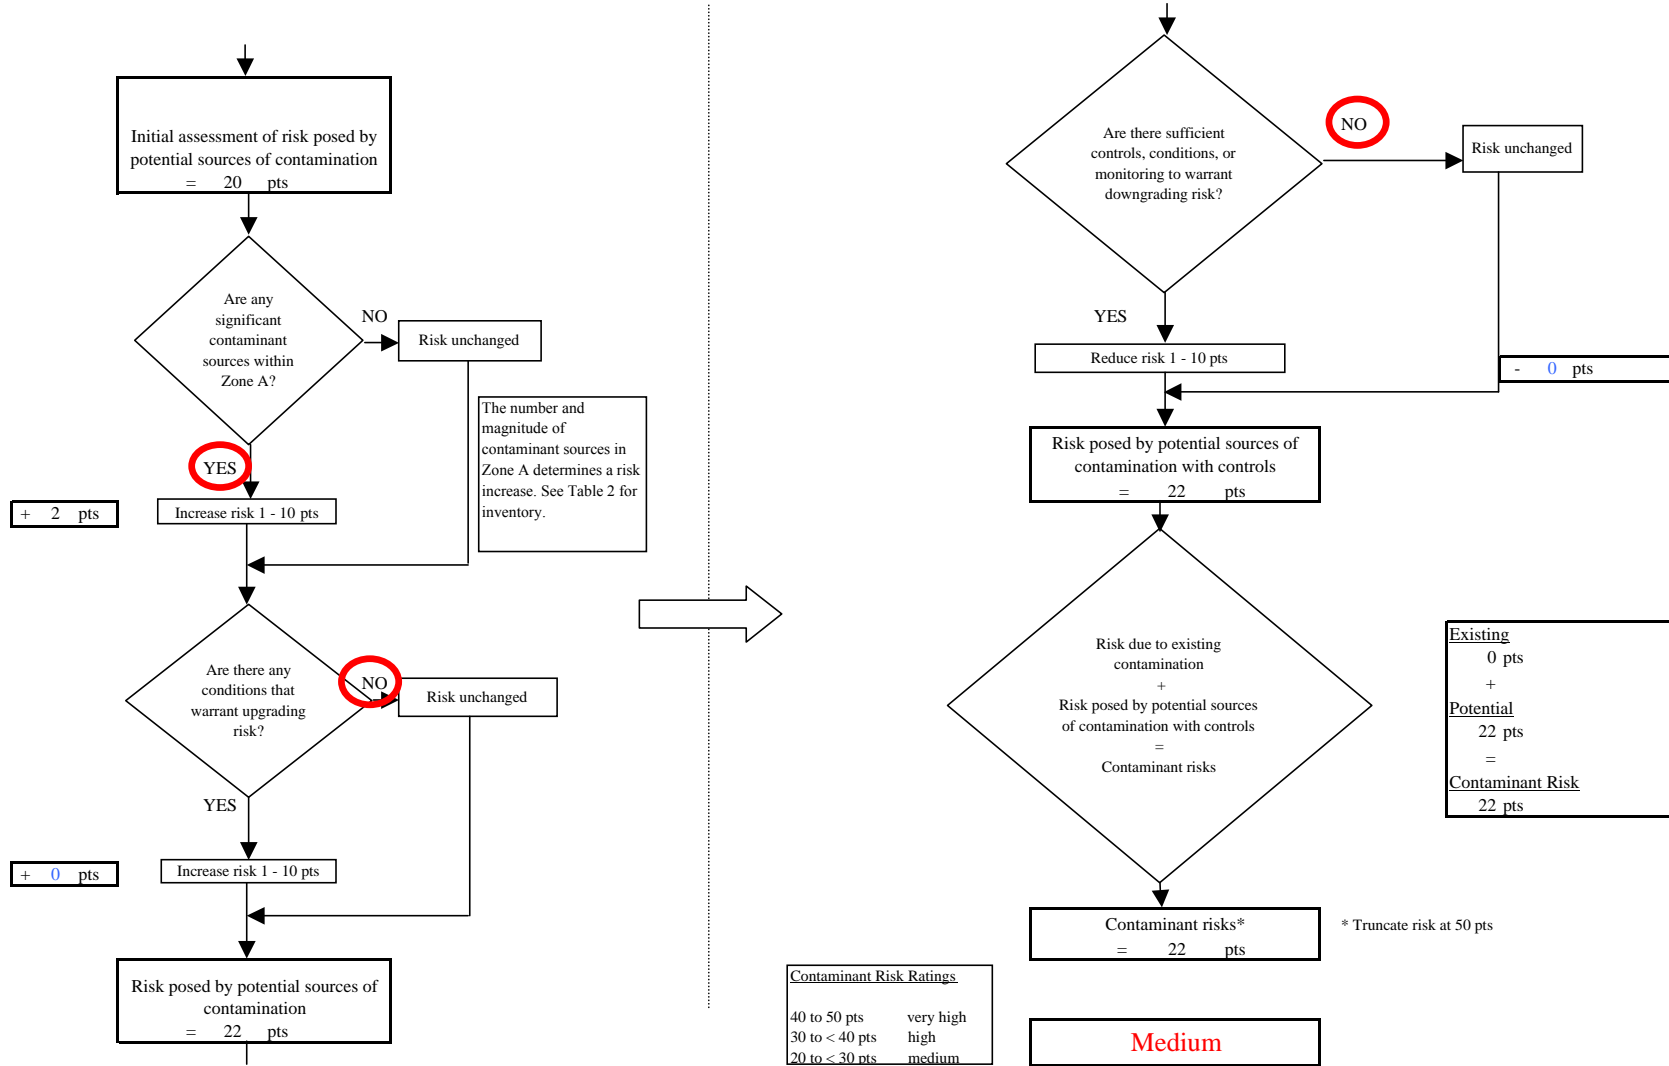 Initial assessment of risk posed by
potential sources of contamination
= 20 pts
Are any
significant
contaminant
sources within
Zone A?
NO
Risk unchanged
The number and
magnitude of
contaminant sources in
Zone A determines a risk
increase. See Table 2 for
inventory.
YES
+ 2 pts
Increase risk 1 - 10 pts
Are there any
conditions that
warrant upgrading
risk?
NO
Risk unchanged
YES
+ 0 pts
Increase risk 1 - 10 pts
Risk posed by potential sources of
contamination
= 22 pts
Are there sufficient
controls, conditions, or
monitoring to warrant
downgrading risk?
NO
Risk unchanged
YES
Reduce risk 1 - 10 pts
- 0 pts
Risk posed by potential sources of
contamination with controls
= 22 pts
Risk due to existing
contamination
+
Risk posed by potential sources
of contamination with controls
=
Contaminant risks
Existing
0 pts
+
Potential
22 pts
=
Contaminant Risk
22 pts
Contaminant risks*
= 22 pts
* Truncate risk at 50 pts
Contaminant Risk Ratings
40 to 50 pts very high
30 to < 40 pts high
20 to < 30 pts medium
Medium